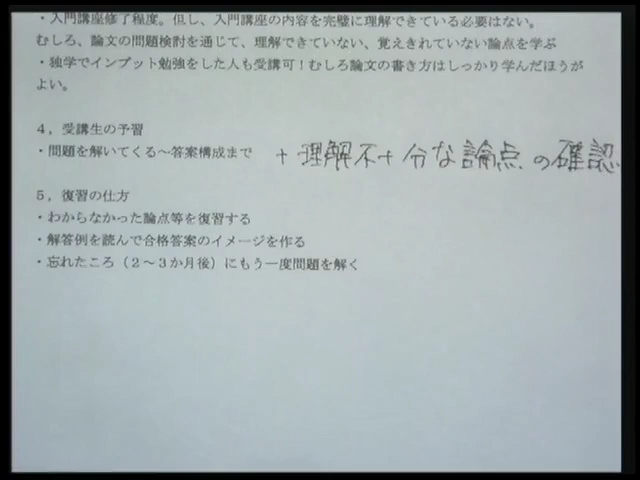 ・入門講座修了程度。但し、入門講座の内容を完璧に理解できている必要はない。
むしろ、論文の問題検討を通じて、理解できていない、覚えきれていない論点を学ぶ
・独学でインプット勉強をした人も受講可！むしろ論文の書き方はしっかり学んだほうが
よい。
４，受講生の予習
・問題を解いてくる～答案構成まで ＋理解不十分な論点の確認
５，復習の仕方
・わからなかった論点等を復習する
・解答例を読んで合格答案のイメージを作る
・忘れたころ（２～３か月後）にもう一度問題を解く